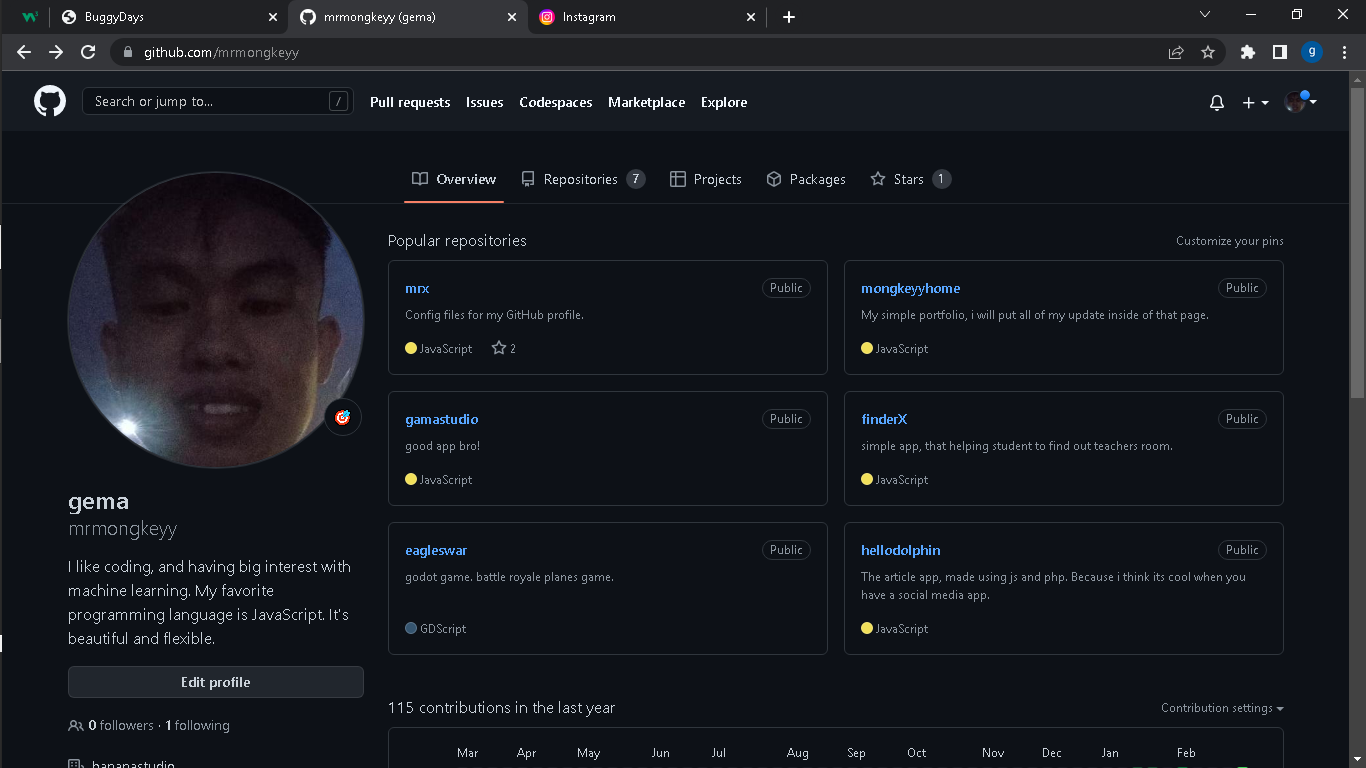 BuggyDays
mrmongkeyy (gema)
Instagram
github.com/mrmongkeyy
g
Search or jump to...
/
Pull requests
Issues
Codespaces
Marketplace
Explore
Overview
Repositories 7
Projects
Packages
Stars 1
gema
mrmongkeyy
I like coding, and having big interest with
machine learning. My favorite
programming language is JavaScript. It's
beautiful and flexible.
Edit profile
0 followers · 1 following
bananastudio
Popular repositories
Customize your pins
mrx
Public
Config files for my GitHub profile.
JavaScript
2
mongkeyyhome
Public
My simple portfolio, i will put all of my update inside of that page.
JavaScript
gamastudio
Public
good app bro!
JavaScript
finderX
Public
simple app, that helping student to find out teachers room.
JavaScript
eagleswar
Public
godot game. battle royale planes game.
GDScript
hellodolphin
Public
The article app, made using js and php. Because i think its cool when you
have a social media app.
JavaScript
115 contributions in the last year
Contribution settings
Mar Apr May Jun Jul Aug Sep Oct Nov Dec Jan Feb